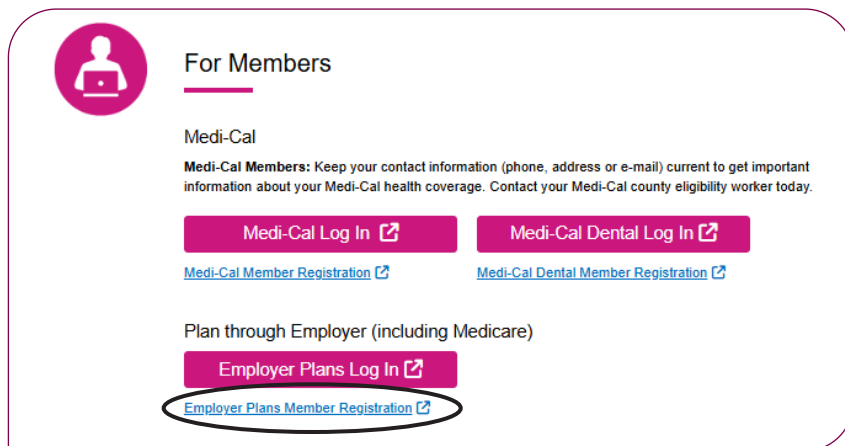 For Members
Medi-Cal
Medi-Cal Members: Keep your contact information (phone, address or e-mail) current to get important
information about your Medi-Cal health coverage. Contact your Medi-Cal county eligibility worker today.
Medi-Cal Log In
Medi-Cal Dental Log In
Medi-Cal Member Registration
Medi-Cal Dental Member Registration
Plan through Employer (including Medicare)
Employer Plans Log In
Employer Plans Member Registration